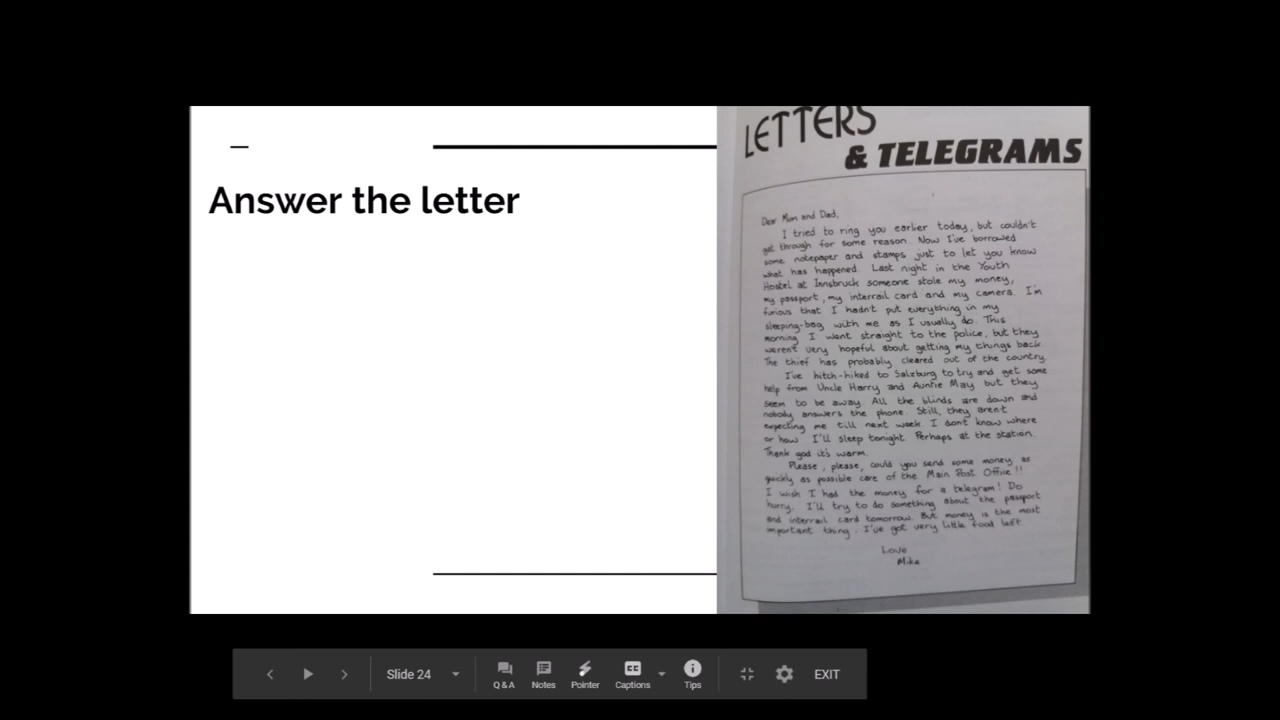 Answer the letter
LETTERS
& TELEGRAMS
Dear Mum and Dad,
I tried to ring you earlier today, but couldn't
get through for some reason. Now I've borrowed
some notepaper and stamps just to let you know
what has happened. Last night in the Youth
Hostel at Innsbruck someone stole my money,
my passport, my interrail card and my camera. I'm
furious that I hadn't put everything in my
sleeping-bag with me as I usually do. This
morning I went straight to the police, but they
weren't very hopeful about getting my things back.
The thief has probably cleared out of the country.
I've hitch-hiked to Salzburg to try and get some
help from Uncle Harry and Auntie May but they
seem to be away. All the blinds are down and
nobody answers the phone. Still, they aren't
expecting me till next week. I don't know where
or how I'll sleep tonight. Perhaps at the station.
Thank god it's warm.
Please, please, could you send some money as
quickly as possible care of the Main Post Office!!
I wish I had the money for a telegram! Do
hurry. I'll try to do something about the passport
and interrail card tomorrow. But money is the most
important thing. I've got very little food left.
Love
Mike
Slide 24
Q & A
Notes
Pointer
CC
Captions
Tips
EXIT